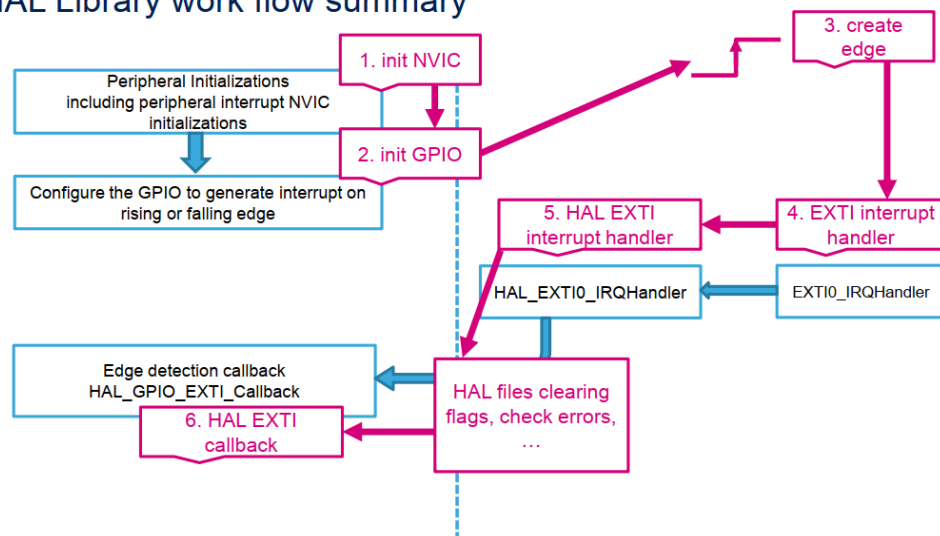 HAL Library work flow summary
3. create
edge
1. init NVIC
Peripheral Initializations
including peripheral interrupt NVIC
initializations
2. init GPIO
Configure the GPIO to generate interrupt on
rising or falling edge
5. HAL EXTI
interrupt handler
4. EXTI interrupt
handler
HAL_EXTI0_IRQHandler
EXTI0_IRQHandler
Edge detection callback
HAL_GPIO_EXTI_Callback
HAL files clearing
flags, check errors,
…
6. HAL EXTI
callback